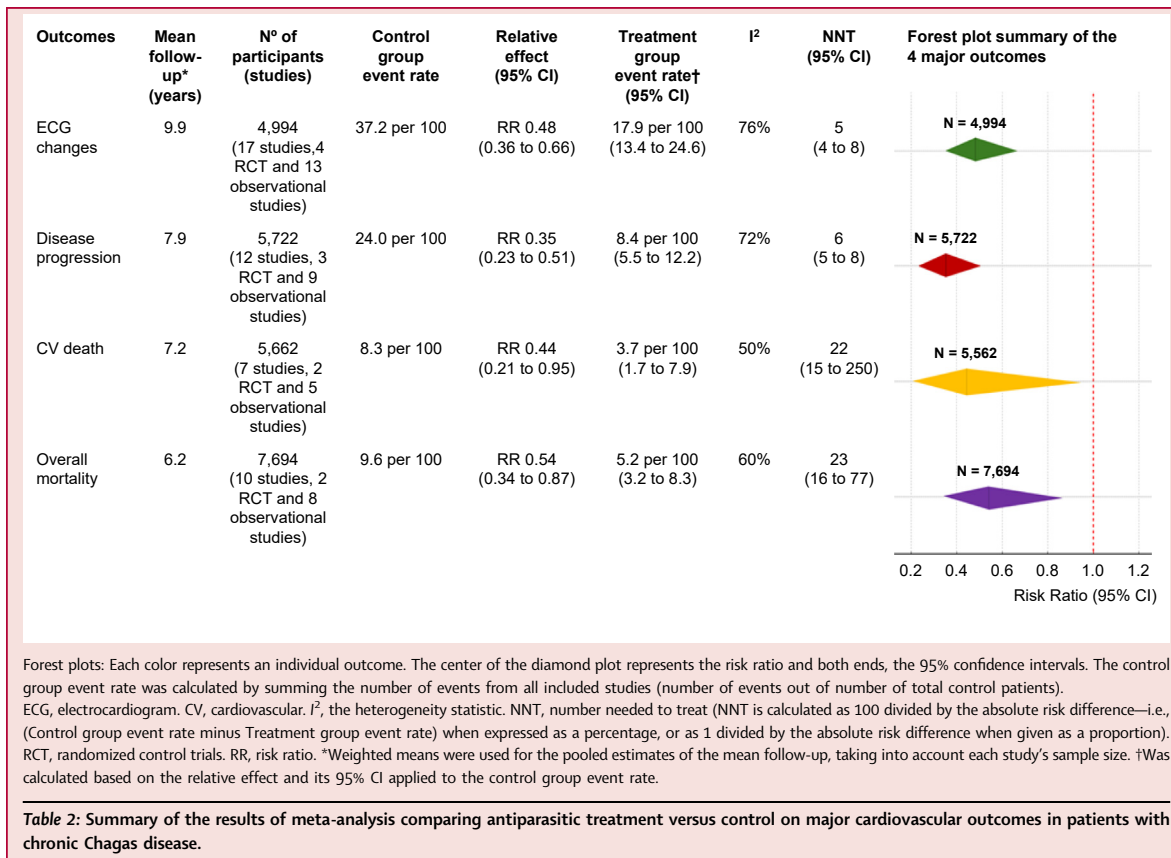 Outcomes Mean follow-up* (years) Nº of participants (studies) Control group event rate Relative effect (95% CI) Treatment group event rate† (95% CI) I² NNT (95% CI) Forest plot summary of the 4 major outcomes
ECG changes 9.9 4,994 (17 studies,4 RCT and 13 observational studies) 37.2 per 100 RR 0.48 (0.36 to 0.66) 17.9 per 100 (13.4 to 24.6) 76% 5 (4 to 8) N = 4,994
Disease progression 7.9 5,722 (12 studies, 3 RCT and 9 observational studies) 24.0 per 100 RR 0.35 (0.23 to 0.51) 8.4 per 100 (5.5 to 12.2) 72% 6 (5 to 8) N = 5,722
CV death 7.2 5,662 (7 studies, 2 RCT and 5 observational studies) 8.3 per 100 RR 0.44 (0.21 to 0.95) 3.7 per 100 (1.7 to 7.9) 50% 22 (15 to 250) N = 5,562
Overall mortality 6.2 7,694 (10 studies, 2 RCT and 8 observational studies) 9.6 per 100 RR 0.54 (0.34 to 0.87) 5.2 per 100 (3.2 to 8.3) 60% 23 (16 to 77) N = 7,694
0.2 0.4 0.6 0.8 1.0 1.2
Risk Ratio (95% CI)
Forest plots: Each color represents an individual outcome. The center of the diamond plot represents the risk ratio and both ends, the 95% confidence intervals. The control
group event rate was calculated by summing the number of events from all included studies (number of events out of number of total control patients).
ECG, electrocardiogram. CV, cardiovascular. I², the heterogeneity statistic. NNT, number needed to treat (NNT is calculated as 100 divided by the absolute risk difference—i.e.,
(Control group event rate minus Treatment group event rate) when expressed as a percentage, or as 1 divided by the absolute risk difference when given as a proportion).
RCT, randomized control trials. RR, risk ratio. *Weighted means were used for the pooled estimates of the mean follow-up, taking into account each study's sample size. †Was
calculated based on the relative effect and its 95% CI applied to the control group event rate.
Table 2: Summary of the results of meta-analysis comparing antiparasitic treatment versus control on major cardiovascular outcomes in patients with
chronic Chagas disease.